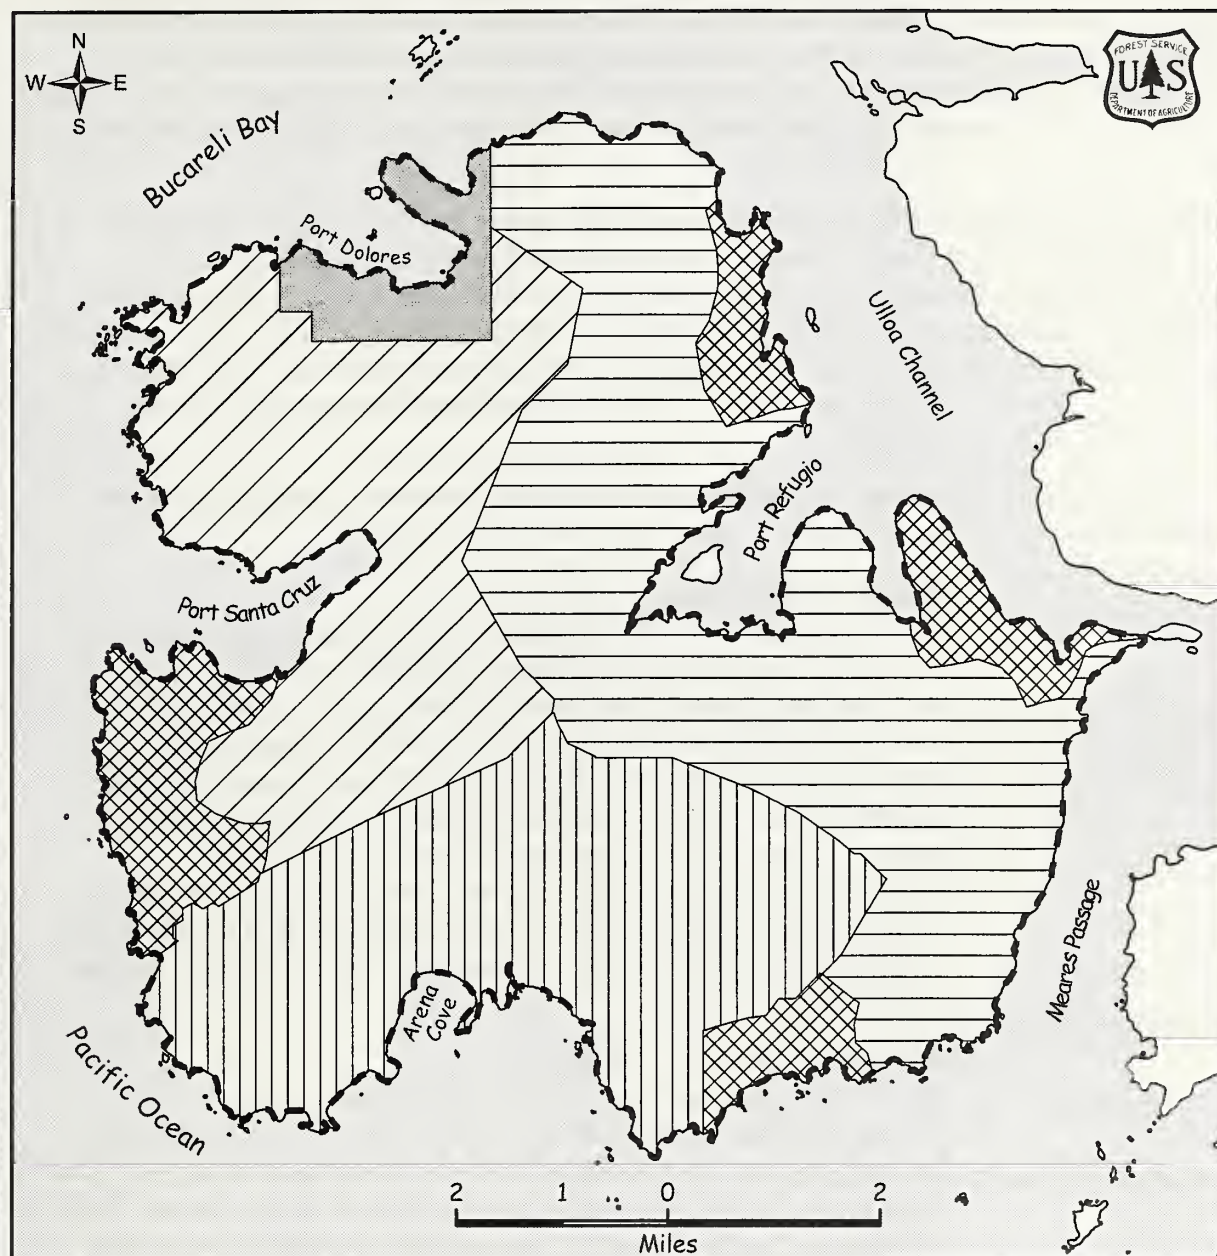 N
W E
S
FOREST SERVICE
U S
DEPARTMENT OF AGRICULTURE
Bucareli Bay
Port Dolores
Ulloa Channel
Port Refugio
Port Santa Cruz
Meares Passage
Arena
Cove
Pacific Ocean
2 1 0 2
Miles